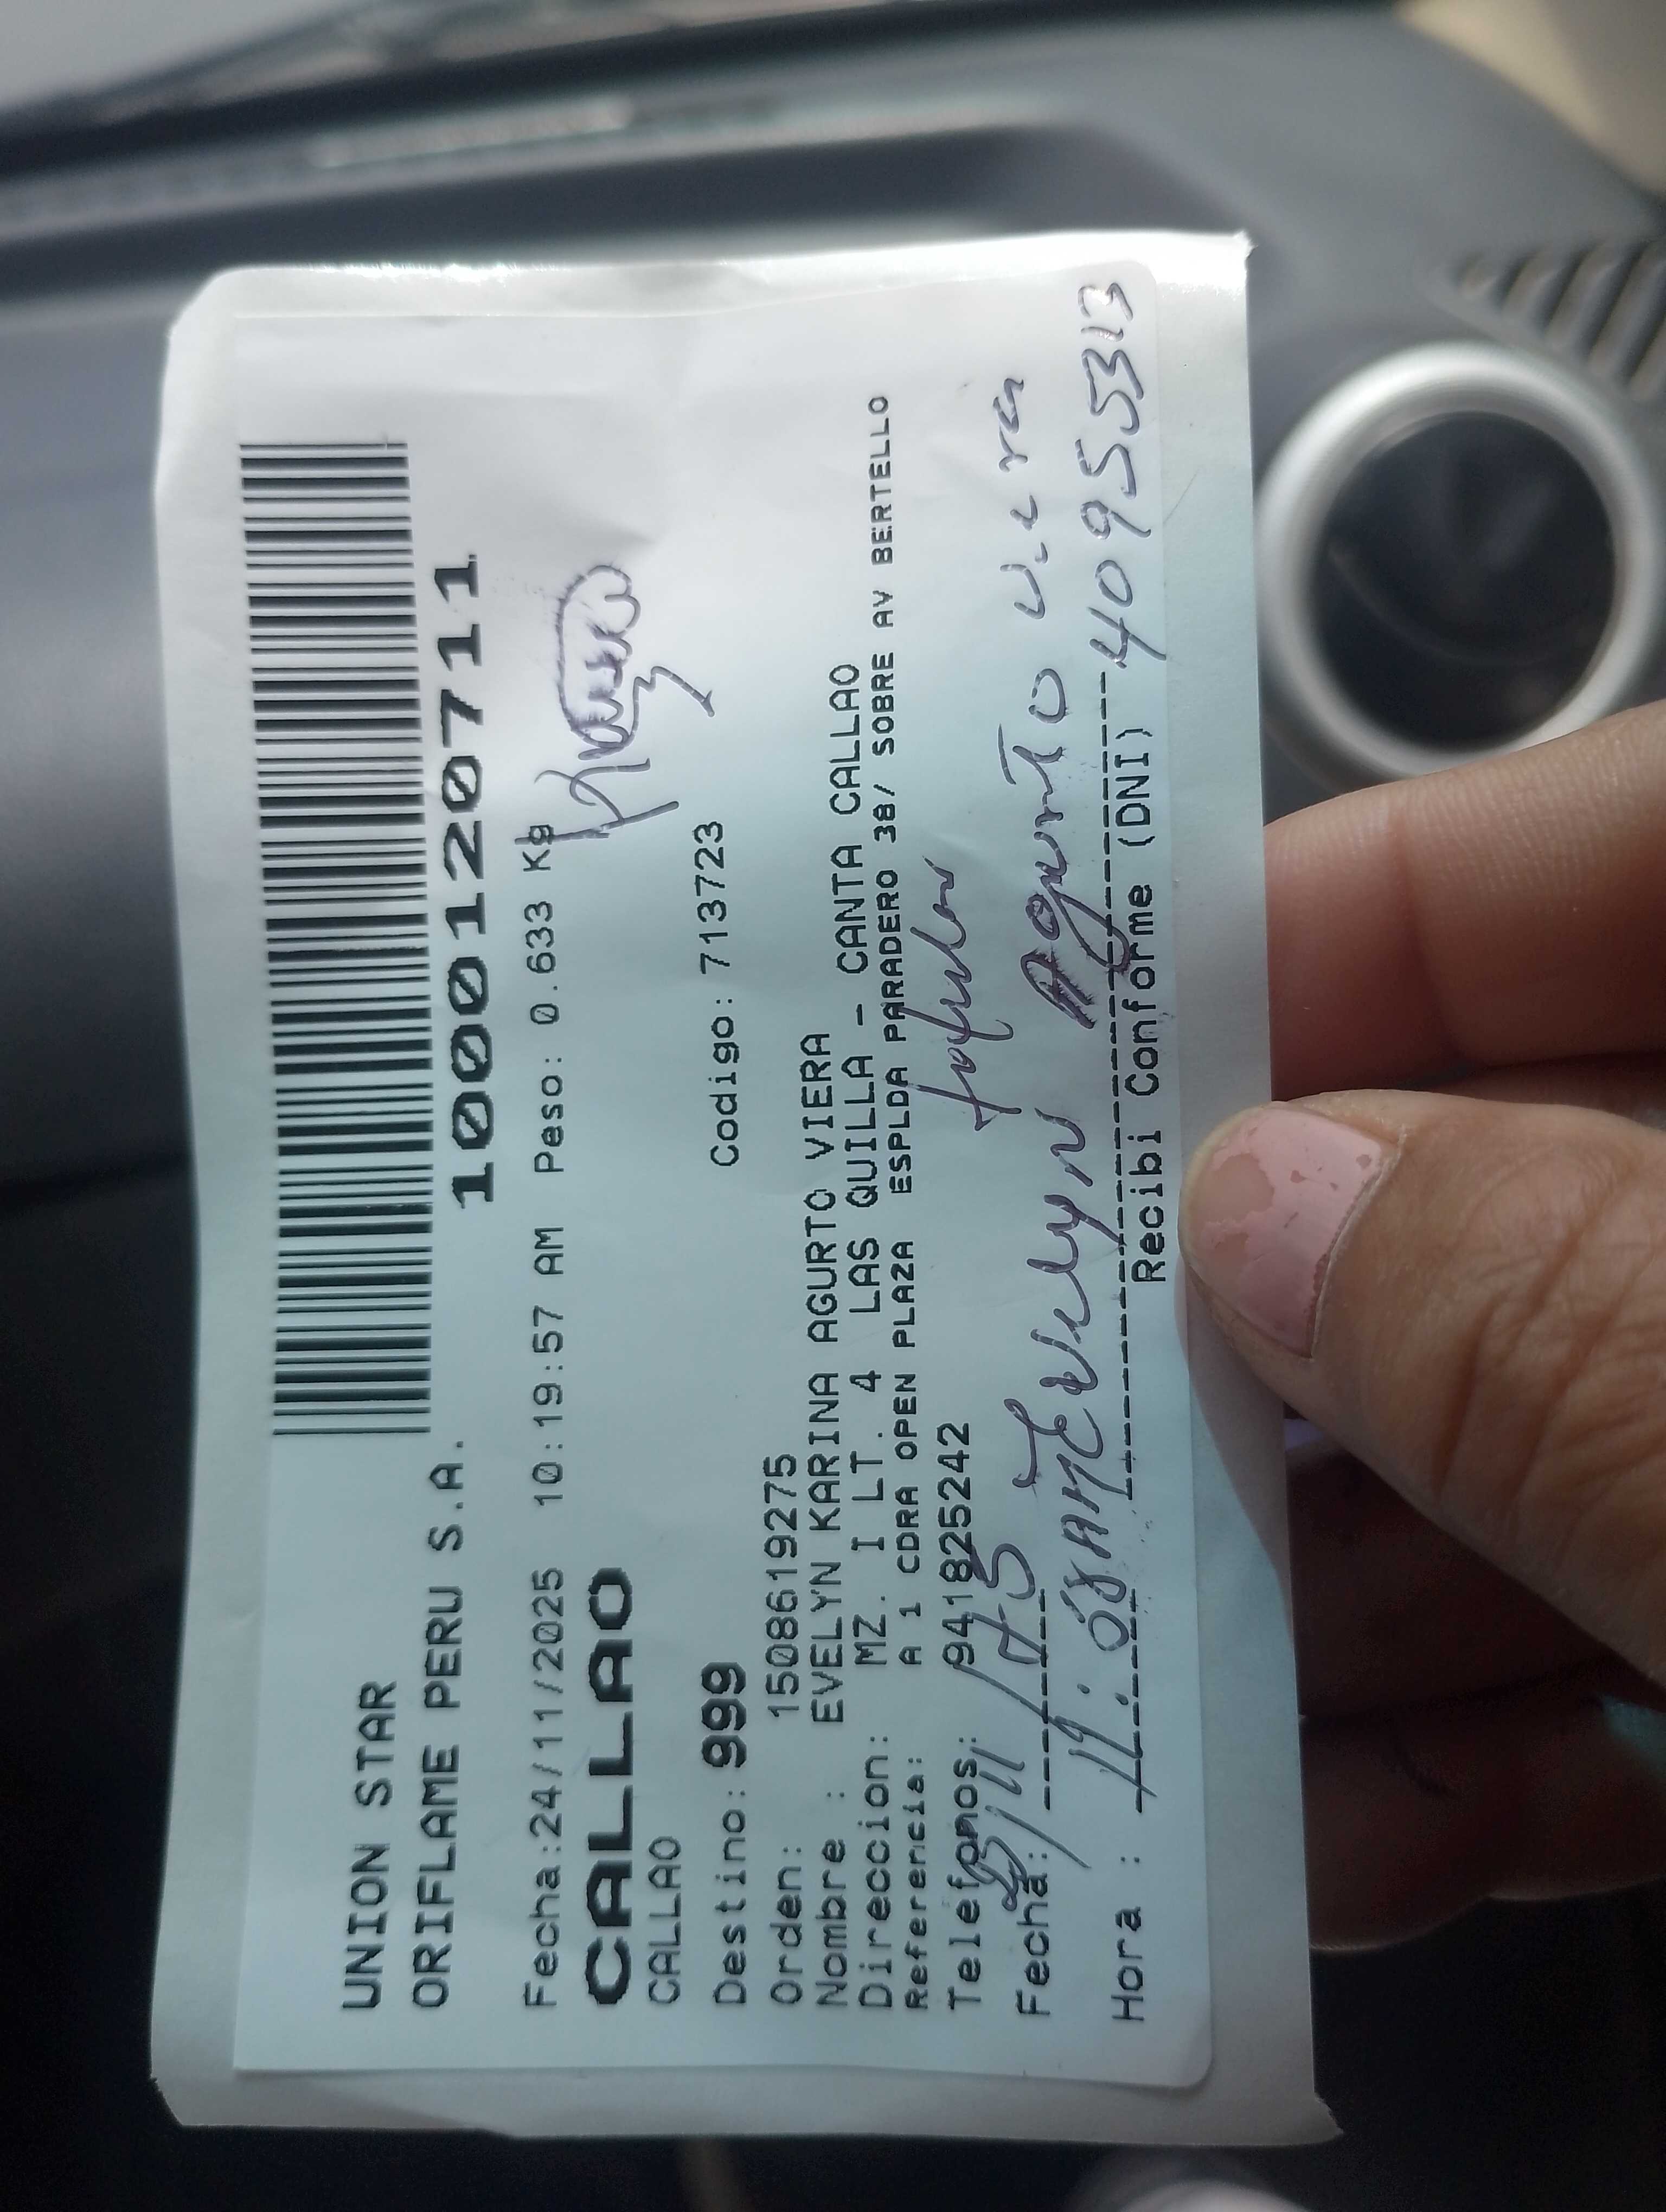 UNION STAR
ORIFLAME PERU S.A.
1000120711
Fecha:24/11/2025 10:19:57 AM Peso: 0.633 Kg
CALLAO
CALLAO
Destino: 999 Codigo: 713723
Orden: 1508619275
Nombre : EVELYN KARINA AGURTO VIERA
Direccion: MZ. I LT. 4 LAS QUILLA - CANTA CALLAO
Referencia: A 1 CDRA OPEN PLAZA ESPLDA PARADERO 38/ SOBRE AV BERTELLO
Telefonos: 941825242
Fecha:
Evelyn Agurto viera
Hora : 11:08AM 40955313
Recibi Conforme (DNI)